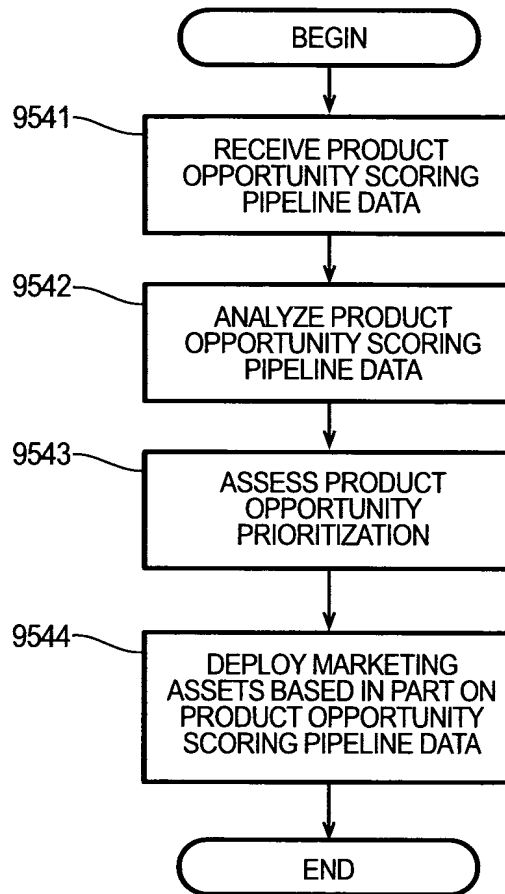 BEGIN
9541
RECEIVE PRODUCT
OPPORTUNITY SCORING
PIPELINE DATA
9542
ANALYZE PRODUCT
OPPORTUNITY SCORING
PIPELINE DATA
9543
ASSESS PRODUCT
OPPORTUNITY
PRIORITIZATION
9544
DEPLOY MARKETING
ASSETS BASED IN PART ON
PRODUCT OPPORTUNITY
SCORING PIPELINE DATA
END